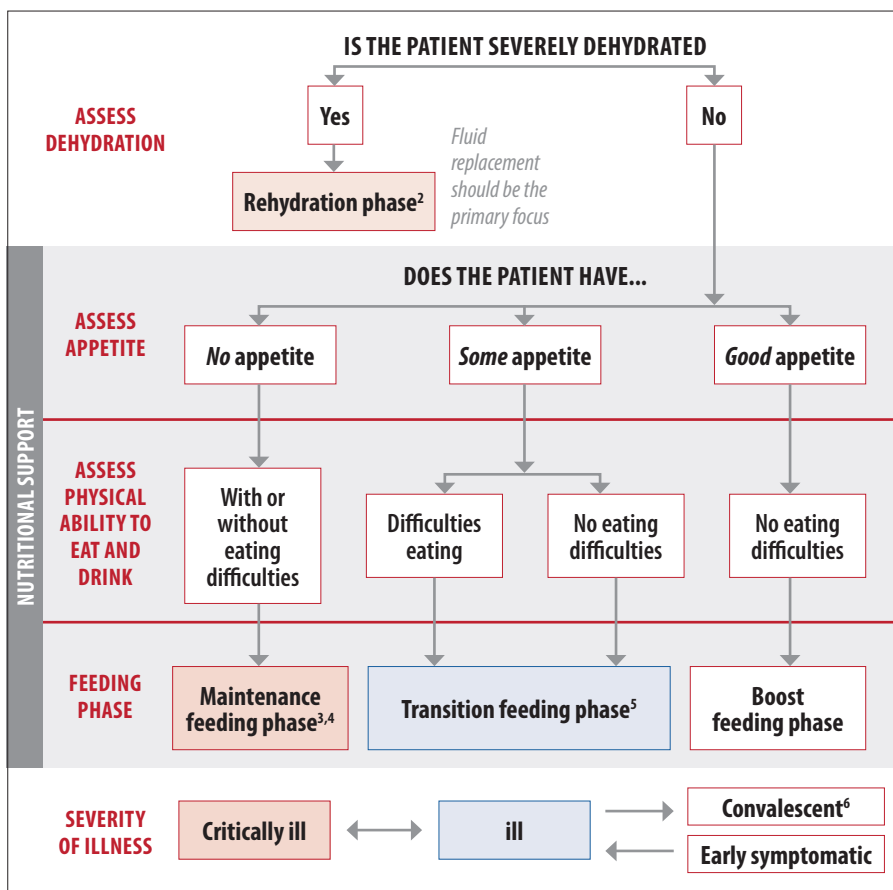 IS THE PATIENT SEVERELY DEHYDRATED
ASSESS
DEHYDRATION
Yes
No
Fluid
replacement
should be the
primary focus
Rehydration phase2
NUTRITIONAL SUPPORT
DOES THE PATIENT HAVE...
ASSESS
APPETITE
No appetite
Some appetite
Good appetite
ASSESS
PHYSICAL
ABILITY TO
EAT AND
DRINK
With or
without
eating
difficulties
Difficulties
eating
No eating
difficulties
No eating
difficulties
FEEDING
PHASE
Maintenance
feeding phase3,4
Transition feeding phase5
Boost
feeding phase
SEVERITY
OF ILLNESS
Critically ill
ill
Convalescent6
Early symptomatic